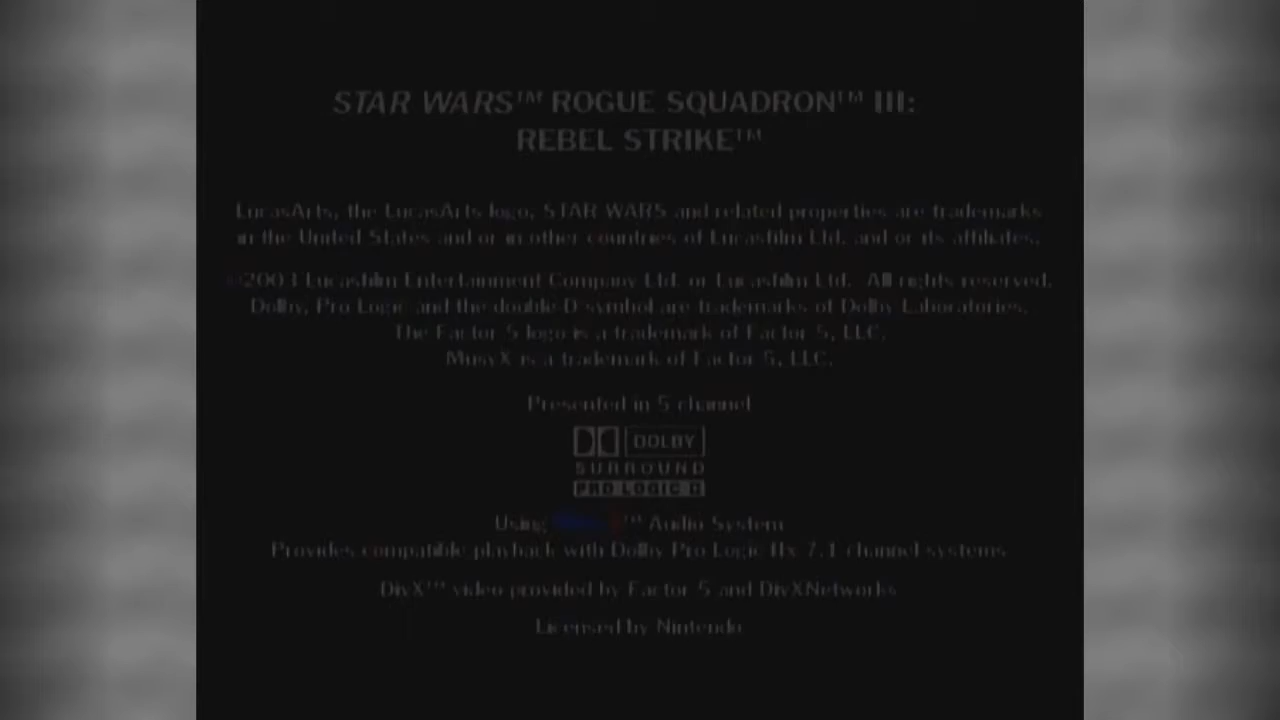 STAR WARS™ ROGUE SQUADRON™ III:
REBEL STRIKE™
LucasArts, the LucasArts logo, STAR WARS and related properties are trademarks
in the United States and/or in other countries of Lucasfilm Ltd. and/or its affiliates.
©2003 Lucasfilm Entertainment Company Ltd. or Lucasfilm Ltd. All rights reserved.
Dolby, Pro Logic and the double-D symbol are trademarks of Dolby Laboratories.
The Factor 5 logo is a trademark of Factor 5, LLC.
MusyX is a trademark of Factor 5, LLC.
Presented in 5 channel
DOLBY
SURROUND
PRO LOGIC II
Using ™ Audio System
Provides compatible playback with Dolby Pro Logic IIx 7.1 channel systems
DivX™ video provided by Factor 5 and DivXNetworks
Licensed by Nintendo